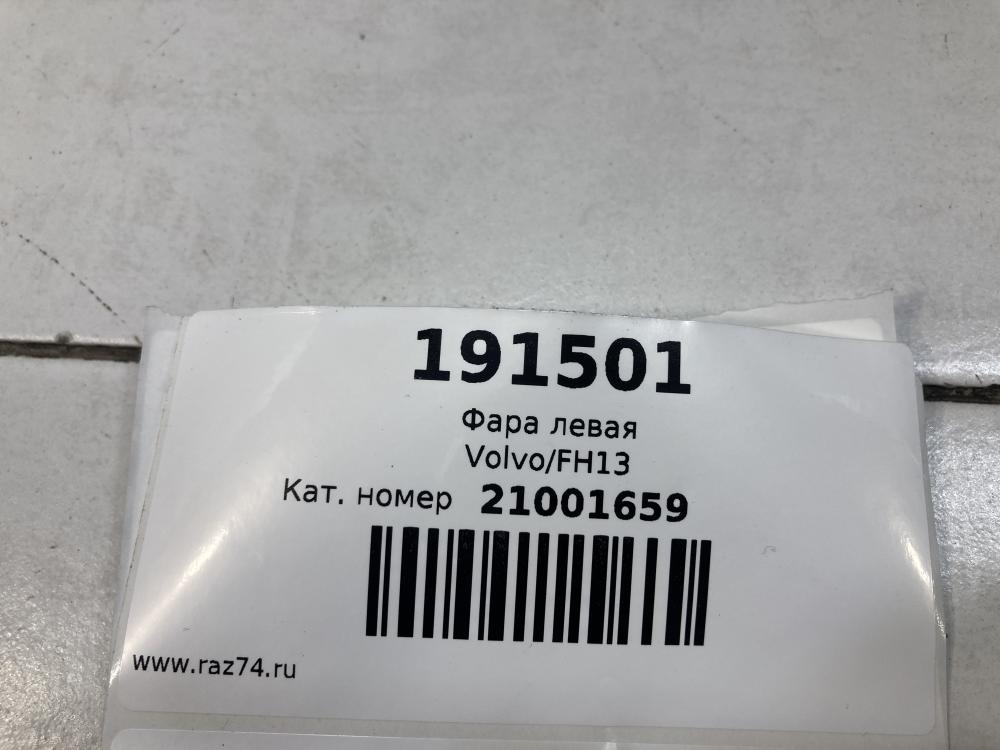 191501
Фара левая
Volvo/FH13
Кат. номер 21001659
www.raz74.ru